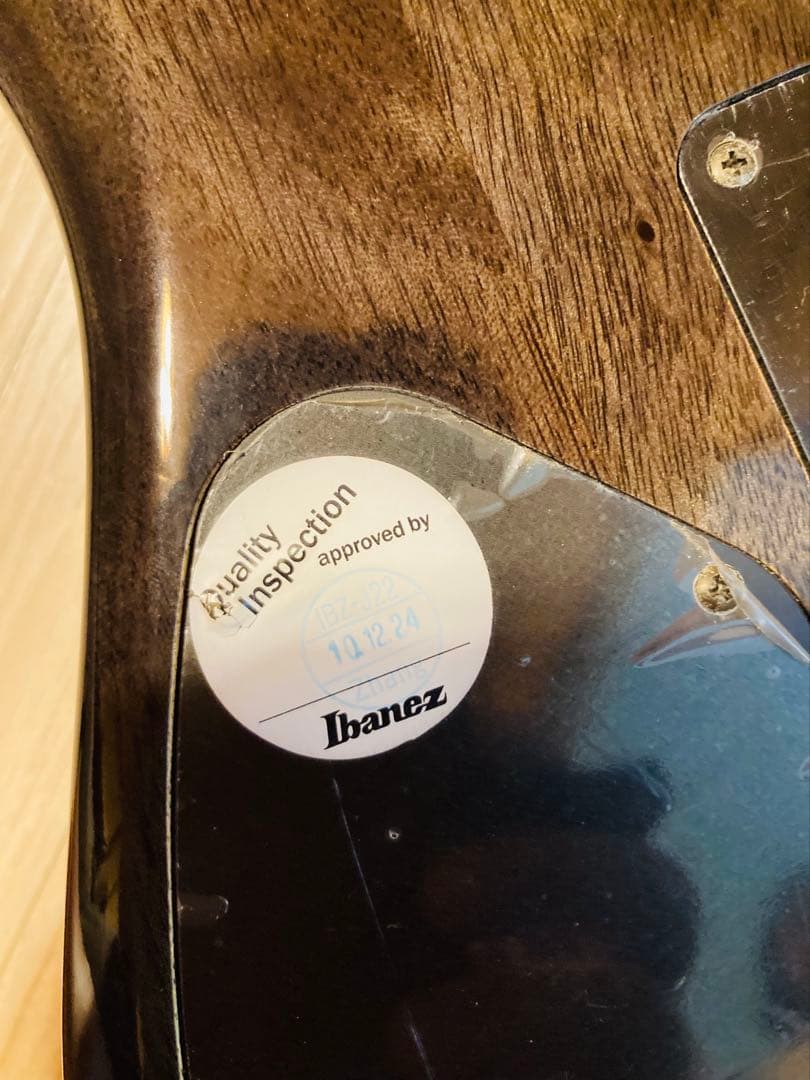 Quality
Inspection
approved by
IBZ-J22
10.12.24
Zhang
Ibanez